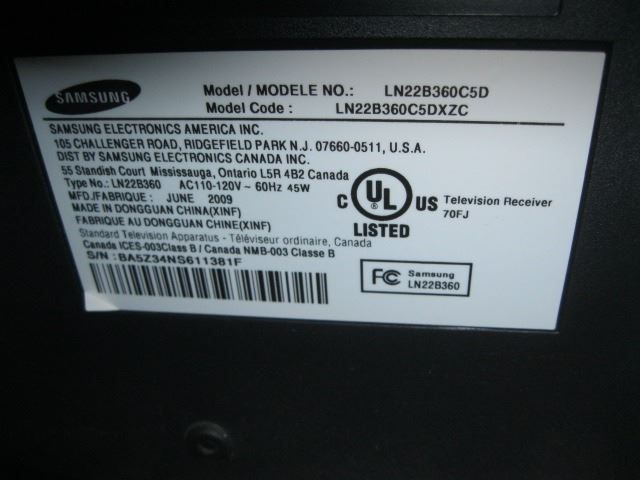 SAMSUNG
Model / MODELE NO.: LN22B360C5D
Model Code : LN22B360C5DXZC
SAMSUNG ELECTRONICS AMERICA INC.
105 CHALLENGER ROAD, RIDGEFIELD PARK N.J. 07660-0511, U.S.A.
DIST BY SAMSUNG ELECTRONICS CANADA INC.
55 Standish Court Mississauga, Ontario L5R 4B2 Canada
Type No.: LN22B360 AC110-120V ~ 60Hz 45W
MFD./FABRIQUE : JUNE 2009
MADE IN DONGGUAN CHINA(XINF)
FABRIQUE AU DONGGUE CHINE(XINF)
Standard Television Apparatus - Téléviseur ordinaire, Canada
Canada ICES-003Class B / Canada NMB-003 Classe B
S/N : BA5Z34NS611381F
C UL US
LISTED
Television Receiver
70FJ
FC Samsung
LN22B360